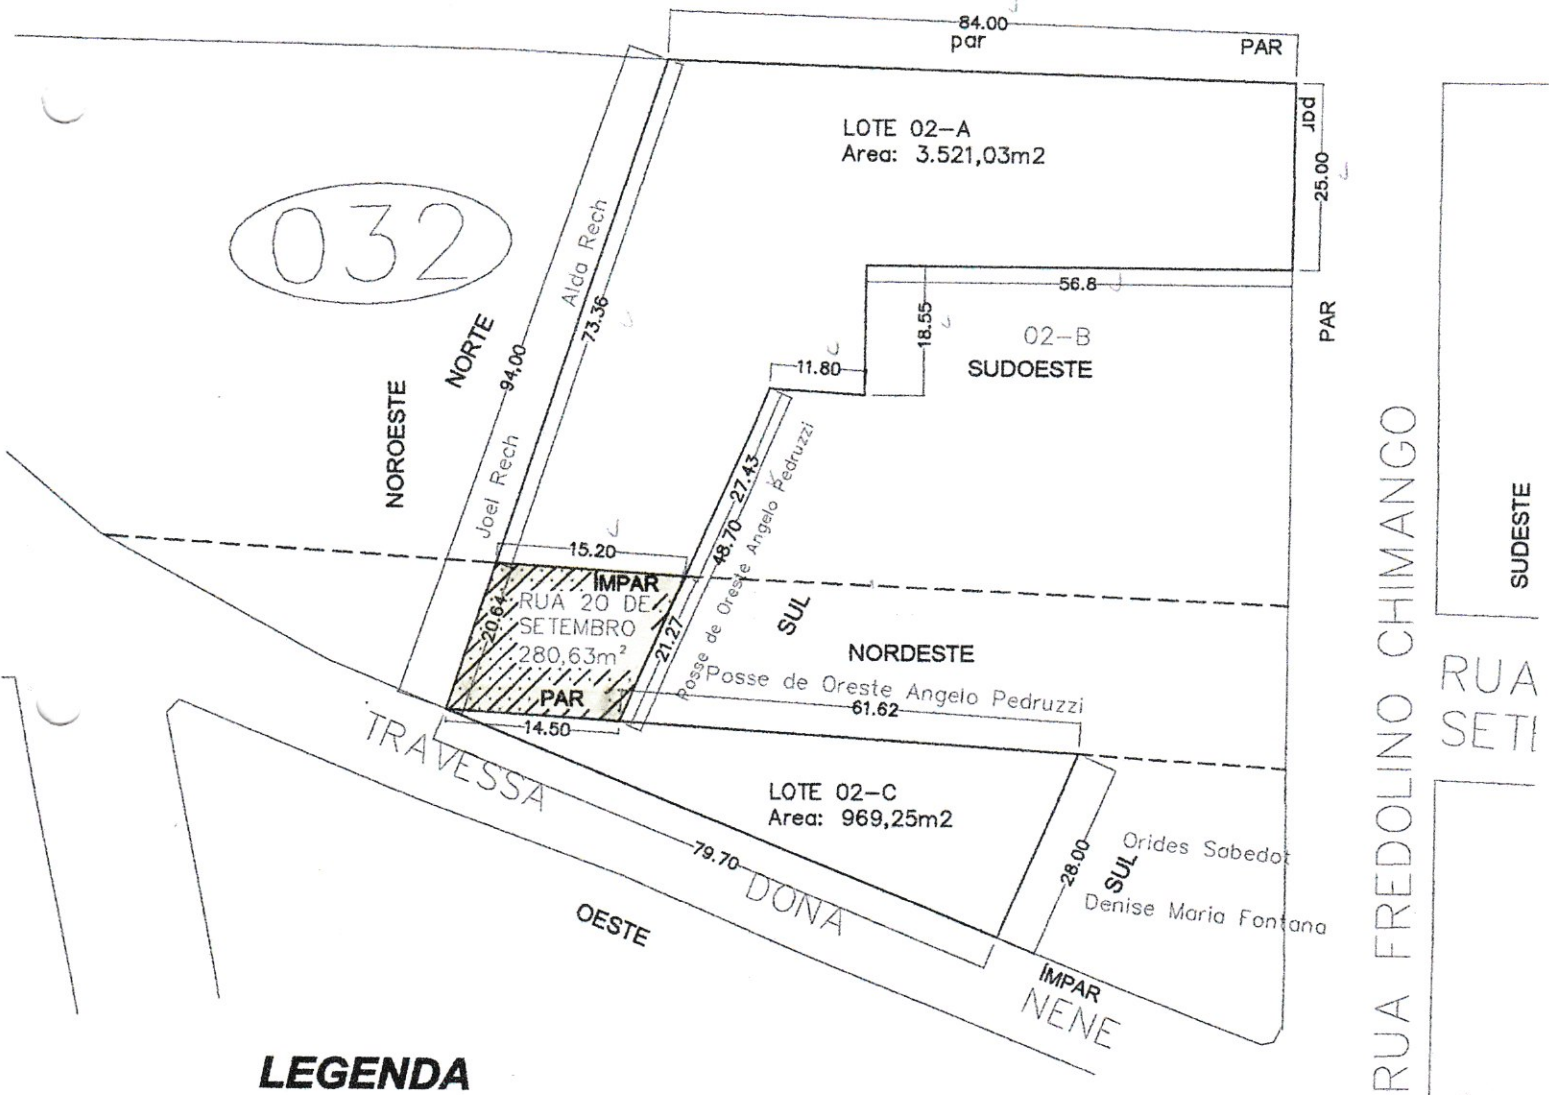 84.00
par
PAR
LOTE 02-A
Area: 3.521,03m2
par
25.00
032
Alda Rech
73.36
NORTE
94,00
NOROESTE
Joel Rech
56.8
18.55
02-B
SUDOESTE
PAR
11.80
27.43
48.70
Posse de Oreste Angelo Pedruzzi
15.20
ÍMPAR
RUA 20 DE
SETEMBRO
280,63m²
20.64
PAR
21.27
SUL
NORDESTE
Posse de Oreste Angelo Pedruzzi
61.62
14.50
TRAVESSA
DONA
NENE
LOTE 02-C
Area: 969,25m2
79.70
28.00
SUL
Orides Sabedot
Denise Maria Fontana
ÍMPAR
OESTE
RUA FREDOLINO CHIMANGO
SUDESTE
RUA
SETE
LEGENDA